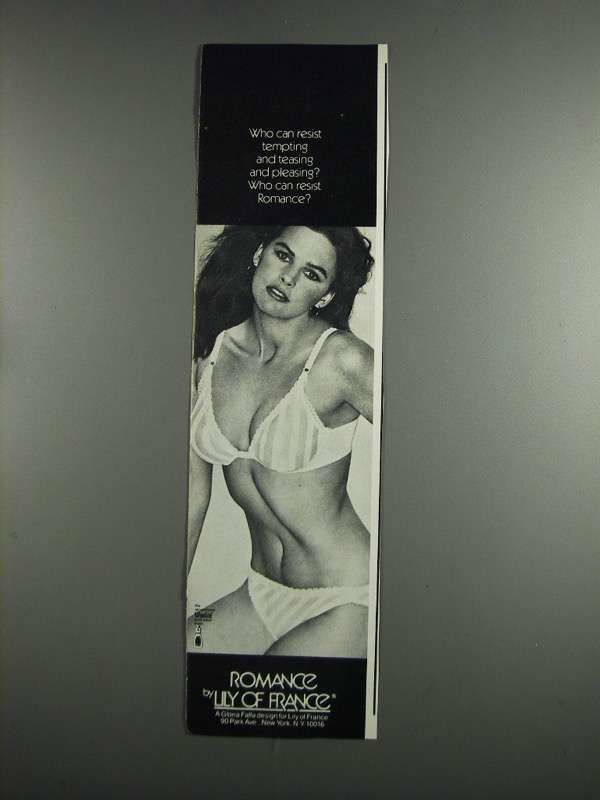 Who can resist
tempting
and teasing
and pleasing?
Who can resist
Romance?
ROMANCE
by LILY OF FRANCE®
A Gloria Falla design for Lily of France
90 Park Ave., New York, N.Y. 10016